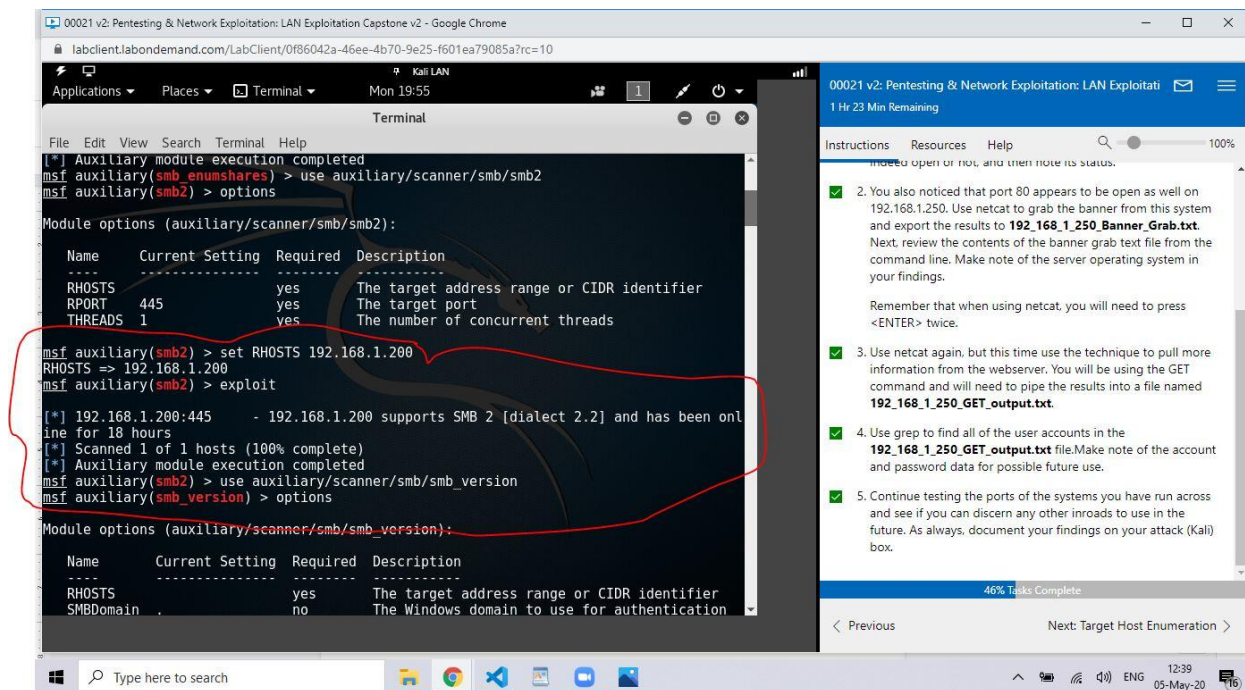 00021 v2: Pentesting & Network Exploitation: LAN Exploitation Capstone v2 - Google Chrome
labclient.labondemand.com/LabClient/0f86042a-46ee-4b70-9e25-f601ea79085a?rc=10
Kali LAN
Applications Places Terminal Mon 19:55 1
Terminal
File Edit View Search Terminal Help
[*] Auxiliary module execution completed
msf auxiliary(smb_enumshares) > use auxiliary/scanner/smb/smb2
msf auxiliary(smb2) > options
Module options (auxiliary/scanner/smb/smb2):
Name Current Setting Required Description
---- --------------- -------- -----------
RHOSTS yes The target address range or CIDR identifier
RPORT 445 yes The target port
THREADS 1 yes The number of concurrent threads
msf auxiliary(smb2) > set RHOSTS 192.168.1.200
RHOSTS => 192.168.1.200
msf auxiliary(smb2) > exploit
[*] 192.168.1.200:445 - 192.168.1.200 supports SMB 2 [dialect 2.2] and has been onl
ine for 18 hours
[*] Scanned 1 of 1 hosts (100% complete)
[*] Auxiliary module execution completed
msf auxiliary(smb2) > use auxiliary/scanner/smb/smb_version
msf auxiliary(smb_version) > options
Module options (auxiliary/scanner/smb/smb_version):
Name Current Setting Required Description
---- --------------- -------- -----------
RHOSTS yes The target address range or CIDR identifier
SMBDomain . no The Windows domain to use for authentication
00021 v2: Pentesting & Network Exploitation: LAN Exploitati
1 Hr 23 Min Remaining
Instructions Resources Help 100%
indeed open or not, and then note its status.
2. You also noticed that port 80 appears to be open as well on
192.168.1.250. Use netcat to grab the banner from this system
and export the results to 192_168_1_250_Banner_Grab.txt.
Next, review the contents of the banner grab text file from the
command line. Make note of the server operating system in
your findings.
Remember that when using netcat, you will need to press
<ENTER> twice.
3. Use netcat again, but this time use the technique to pull more
information from the webserver. You will be using the GET
command and will need to pipe the results into a file named
192_168_1_250_GET_output.txt.
4. Use grep to find all of the user accounts in the
192_168_1_250_GET_output.txt file.Make note of the account
and password data for possible future use.
5. Continue testing the ports of the systems you have run across
and see if you can discern any other inroads to use in the
future. As always, document your findings on your attack (Kali)
box.
46% Tasks Complete
< Previous Next: Target Host Enumeration >
Type here to search
ENG 12:39
05-May-20 16